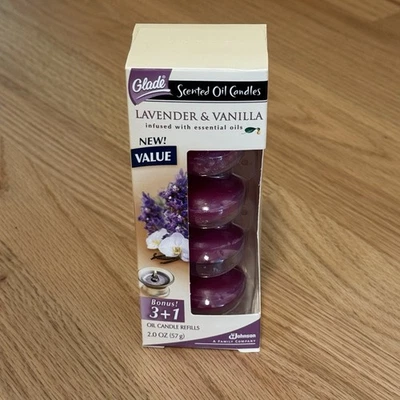 Glade
Scented Oil Candles
LAVENDER & VANILLA
infused with essential oils
NEW!
VALUE
Bonus!
3+1
OIL CANDLE REFILLS
2.0 OZ (57g)
Johnson
A FAMILY COMPANY